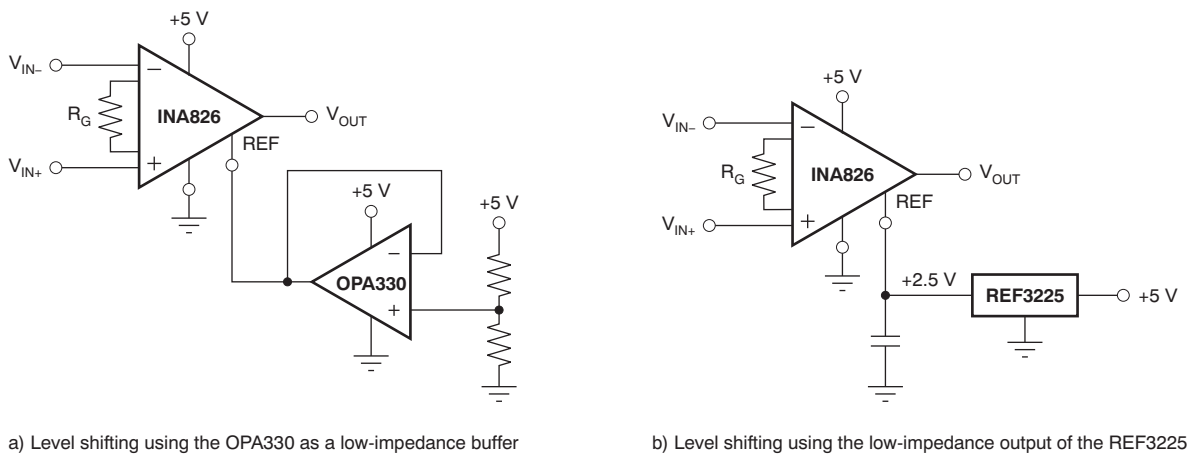 +5 V
V_IN–
−
R_G
INA826
V_OUT
REF
V_IN+
+
+5 V
+5 V
−
OPA330
+
a) Level shifting using the OPA330 as a low-impedance buffer
+5 V
V_IN–
−
R_G
INA826
V_OUT
REF
V_IN+
+
+2.5 V
REF3225
+5 V
b) Level shifting using the low-impedance output of the REF3225